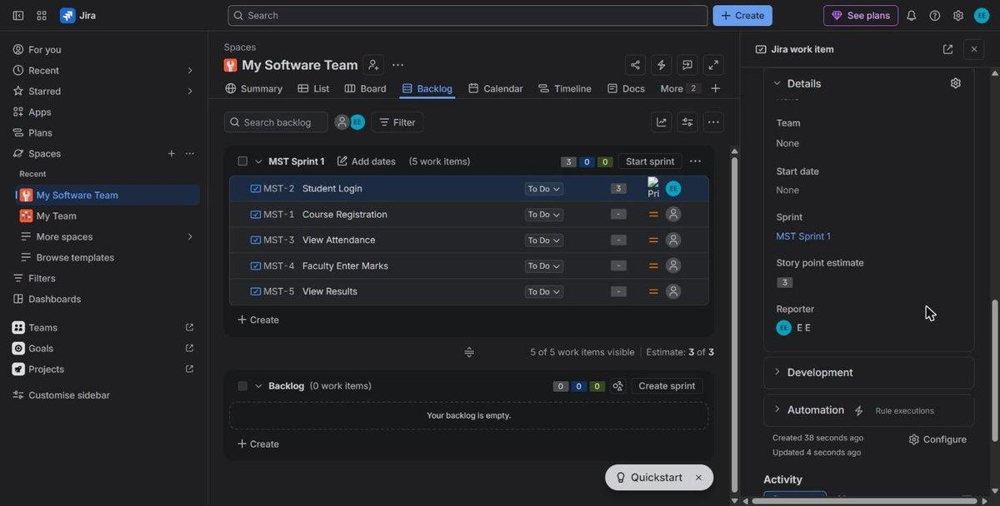 Jira
Search
Create
See plans
EE
For you
Recent
Starred
Apps
Plans
Spaces
Recent
My Software Team
My Team
More spaces
Browse templates
Filters
Dashboards
Teams
Goals
Projects
Customise sidebar
Spaces
My Software Team
Summary List Board Backlog Calendar Timeline Docs More 2
Search backlog
EE
Filter
MST Sprint 1 Add dates (5 work items) 3 0 0 Start sprint
MST-2 Student Login To Do 3 Pri EE
MST-1 Course Registration To Do -
MST-3 View Attendance To Do -
MST-4 Faculty Enter Marks To Do -
MST-5 View Results To Do -
Create
5 of 5 work items visible Estimate: 3 of 3
Backlog (0 work items) 0 0 0 Create sprint
Your backlog is empty.
Create
Quickstart
Jira work item
Details
Team
None
Start date
None
Sprint
MST Sprint 1
Story point estimate
3
Reporter
EE E E
Development
Automation Rule executions
Created 38 seconds ago
Configure
Updated 4 seconds ago
Activity